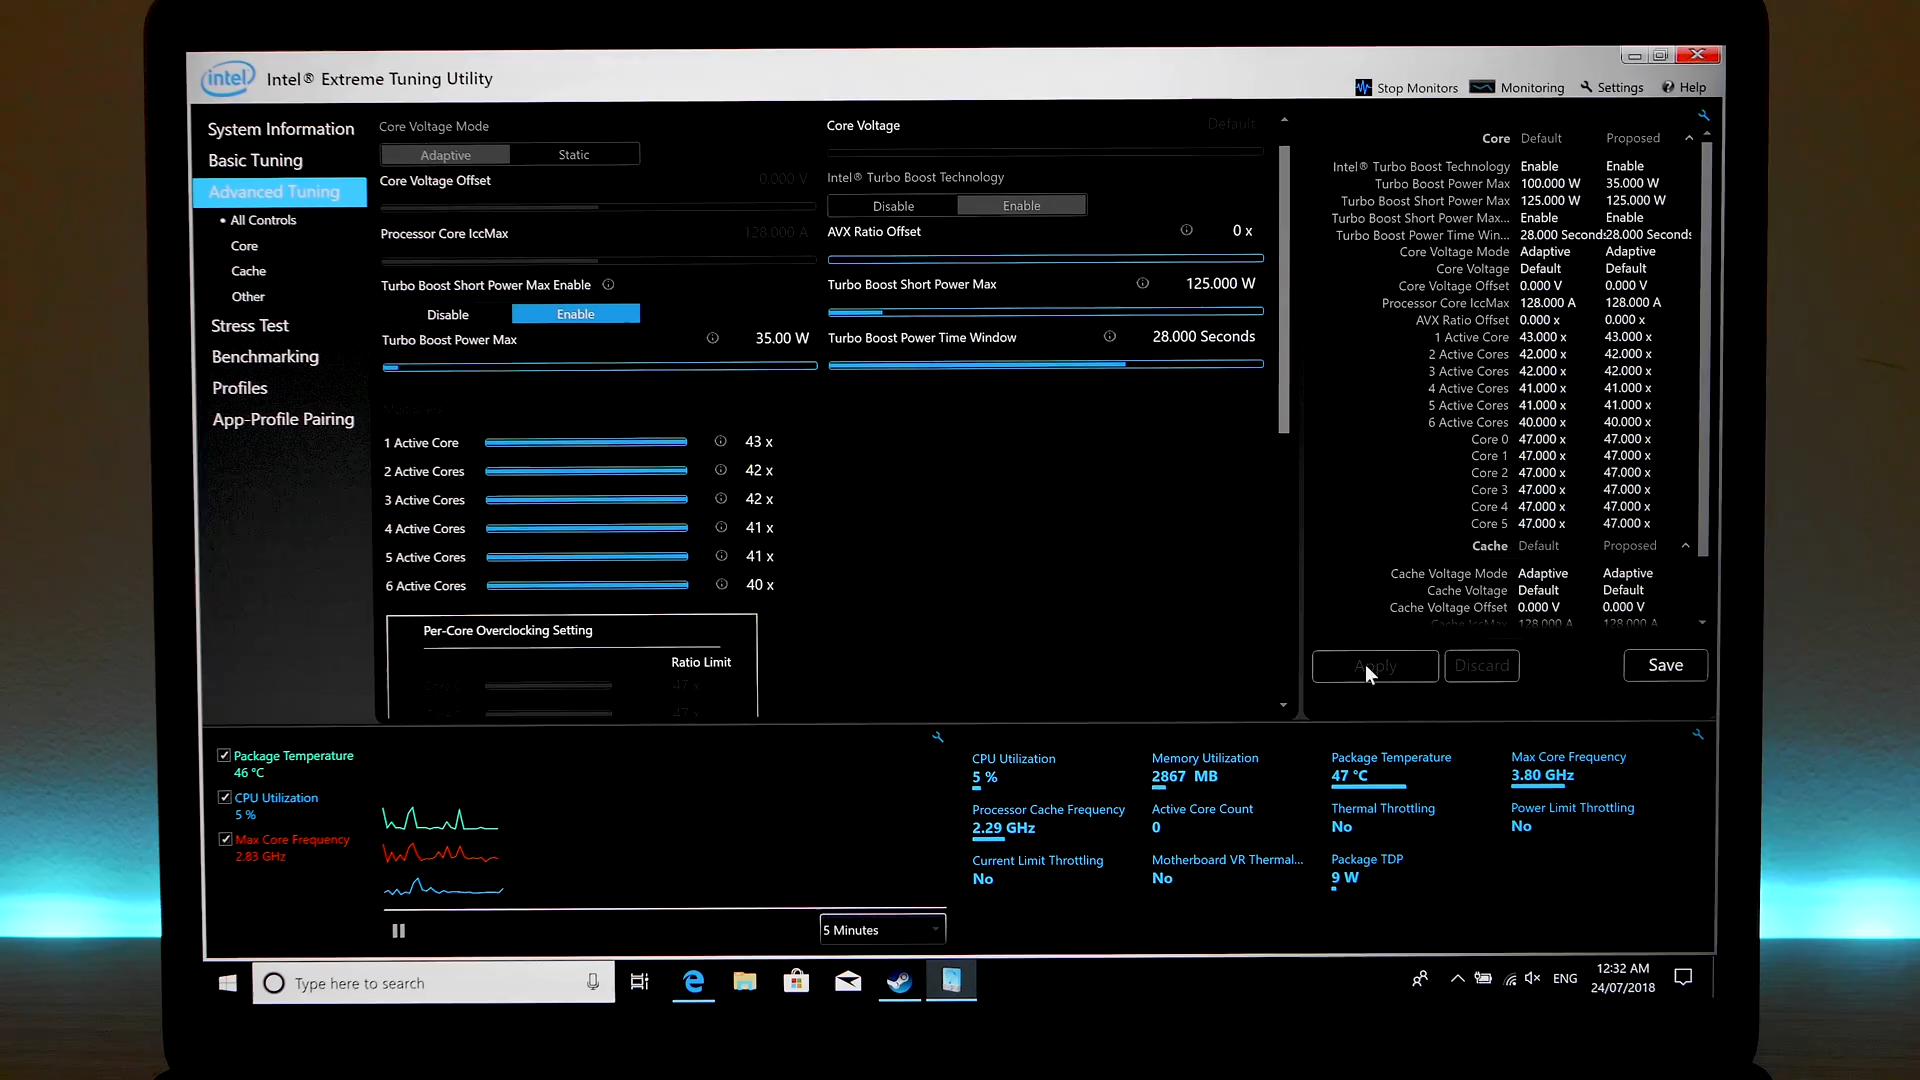 intel Intel® Extreme Tuning Utility
Stop Monitors Monitoring Settings Help
System Information
Basic Tuning
Advanced Tuning
• All Controls
Core
Cache
Other
Stress Test
Benchmarking
Profiles
App-Profile Pairing
Core Voltage Mode
Adaptive Static
Core Voltage Offset 0.000 V
Processor Core IccMax 128.000 A
Turbo Boost Short Power Max Enable
Disable Enable
Turbo Boost Power Max 35.00 W
Core Voltage Default
Intel® Turbo Boost Technology
Disable Enable
AVX Ratio Offset 0 x
Turbo Boost Short Power Max 125.000 W
Turbo Boost Power Time Window 28.000 Seconds
1 Active Core 43 x
2 Active Cores 42 x
3 Active Cores 42 x
4 Active Cores 41 x
5 Active Cores 41 x
6 Active Cores 40 x
Per-Core Overclocking Setting
Ratio Limit
47 x
47 x
Core Default Proposed
Intel® Turbo Boost Technology Enable Enable
Turbo Boost Power Max 100.000 W 35.000 W
Turbo Boost Short Power Max 125.000 W 125.000 W
Turbo Boost Short Power Max... Enable Enable
Turbo Boost Power Time Win... 28.000 Seconds 28.000 Seconds
Core Voltage Mode Adaptive Adaptive
Core Voltage Default Default
Core Voltage Offset 0.000 V 0.000 V
Processor Core IccMax 128.000 A 128.000 A
AVX Ratio Offset 0.000 x 0.000 x
1 Active Core 43.000 x 43.000 x
2 Active Cores 42.000 x 42.000 x
3 Active Cores 42.000 x 42.000 x
4 Active Cores 41.000 x 41.000 x
5 Active Cores 41.000 x 41.000 x
6 Active Cores 40.000 x 40.000 x
Core 0 47.000 x 47.000 x
Core 1 47.000 x 47.000 x
Core 2 47.000 x 47.000 x
Core 3 47.000 x 47.000 x
Core 4 47.000 x 47.000 x
Core 5 47.000 x 47.000 x
Cache Default Proposed
Cache Voltage Mode Adaptive Adaptive
Cache Voltage Default Default
Cache Voltage Offset 0.000 V 0.000 V
Cache IccMax 128.000 A 128.000 A
Apply Discard Save
Package Temperature
46 °C
CPU Utilization
5 %
Max Core Frequency
2.83 GHz
5 Minutes
CPU Utilization Memory Utilization Package Temperature Max Core Frequency
5 % 2867 MB 47 °C 3.80 GHz
Processor Cache Frequency Active Core Count Thermal Throttling Power Limit Throttling
2.29 GHz 0 No No
Current Limit Throttling Motherboard VR Thermal... Package TDP
No No 9 W
Type here to search
ENG
12:32 AM
24/07/2018